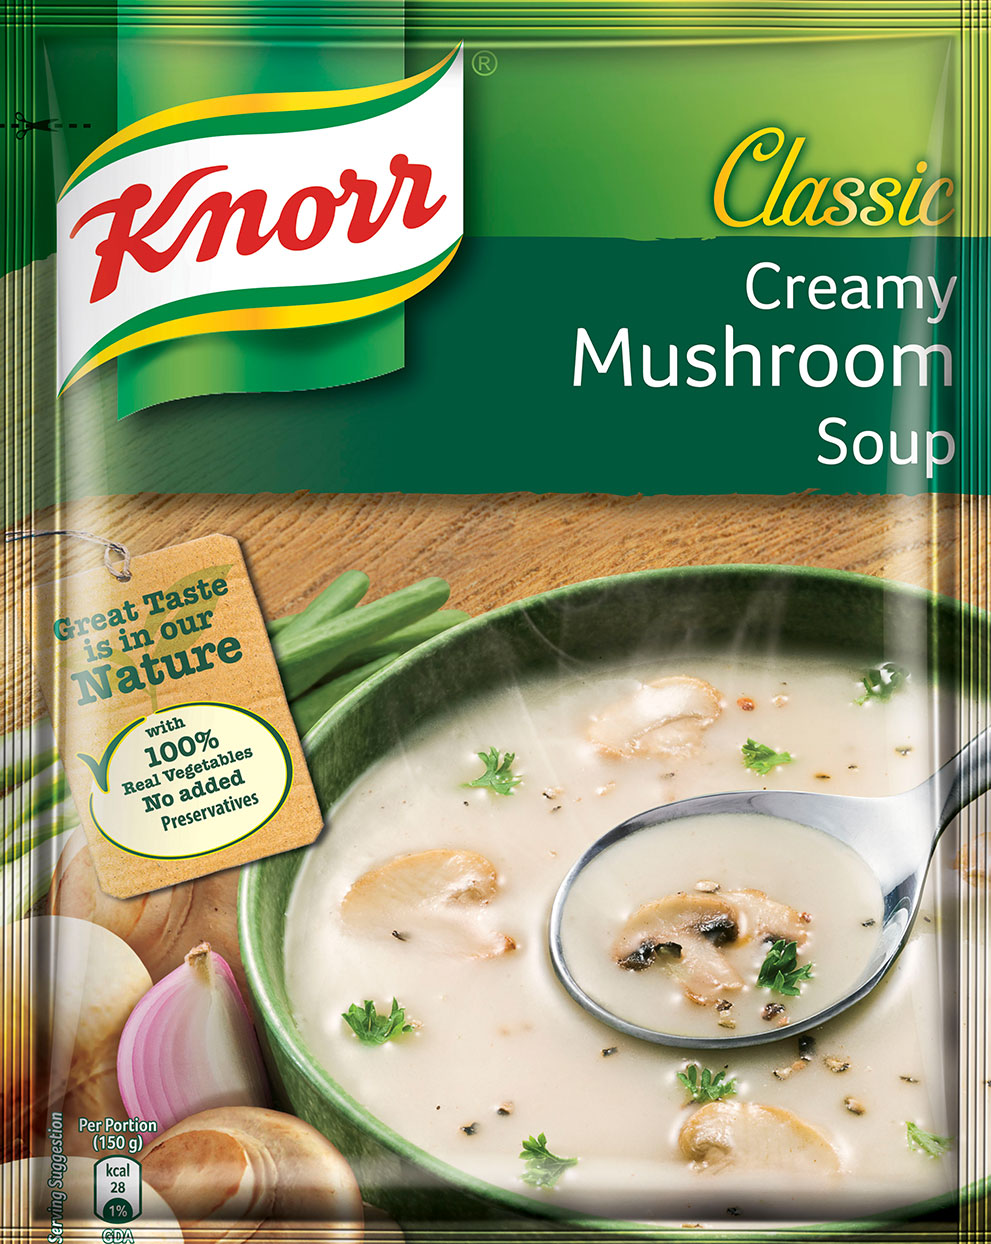 Knorr
®
Classic
Creamy
Mushroom
Soup
Great Taste
is in our
Nature
with
100%
Real Vegetables
No added
Preservatives
Serving Suggestion
Per Portion
(150 g)
kcal
28
1%
GDA